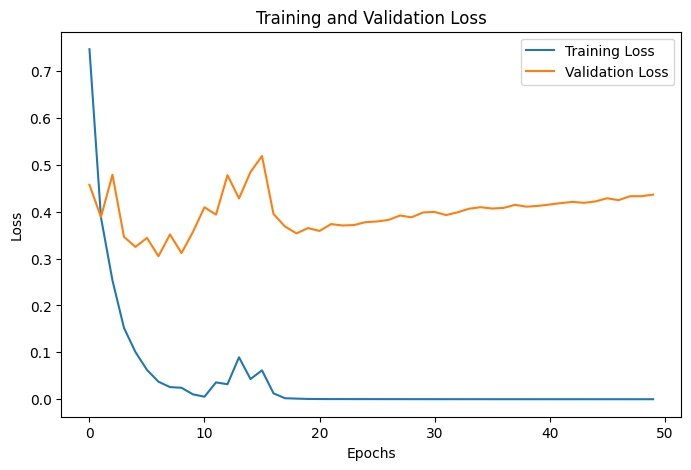 Training and Validation Loss
Training Loss
Validation Loss
Loss
0.7
0.6
0.5
0.4
0.3
0.2
0.1
0.0
0 10 20 30 40 50
Epochs